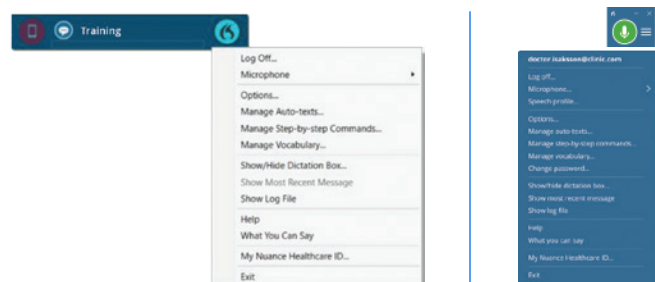 Training
Log Off...
Microphone
Options...
Manage Auto-texts...
Manage Step-by-step Commands...
Manage Vocabulary...
Show/Hide Dictation Box...
Show Most Recent Message
Show Log File
Help
What You Can Say
My Nuance Healthcare ID...
Exit
doctor.isaksson@clinic.com
Log off...
Microphone...
Speech profile...
Options...
Manage auto-texts...
Manage step-by-step commands...
Manage vocabulary...
Change password...
Show/hide dictation box...
Show most recent message
Show log file
Help
What you can say
My Nuance Healthcare ID...
Exit